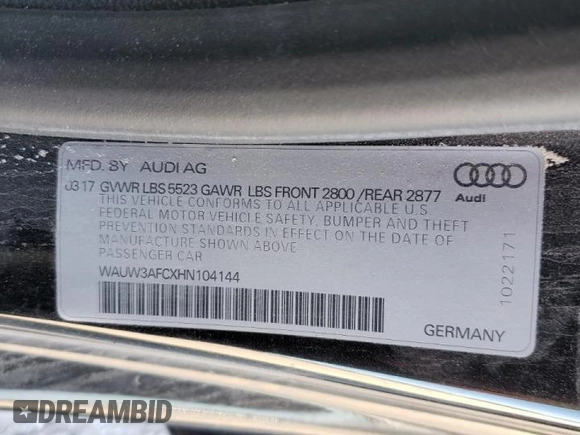 MFD. BY AUDI AG
03 17 GVWR LBS 5523 GAWR LBS FRONT 2800 / REAR 2877
THIS VEHICLE CONFORMS TO ALL APPLICABLE U.S
FEDERAL MOTOR VEHICLE SAFETY, BUMPER AND THEFT
PREVENTION STANDARDS IN EFFECT ON THE DATE OF
MANUFACTURE SHOWN ABOVE
PASSENGER CAR
WAUW3AFCXHN104144
Audi
1022171
GERMANY
DREAMBID